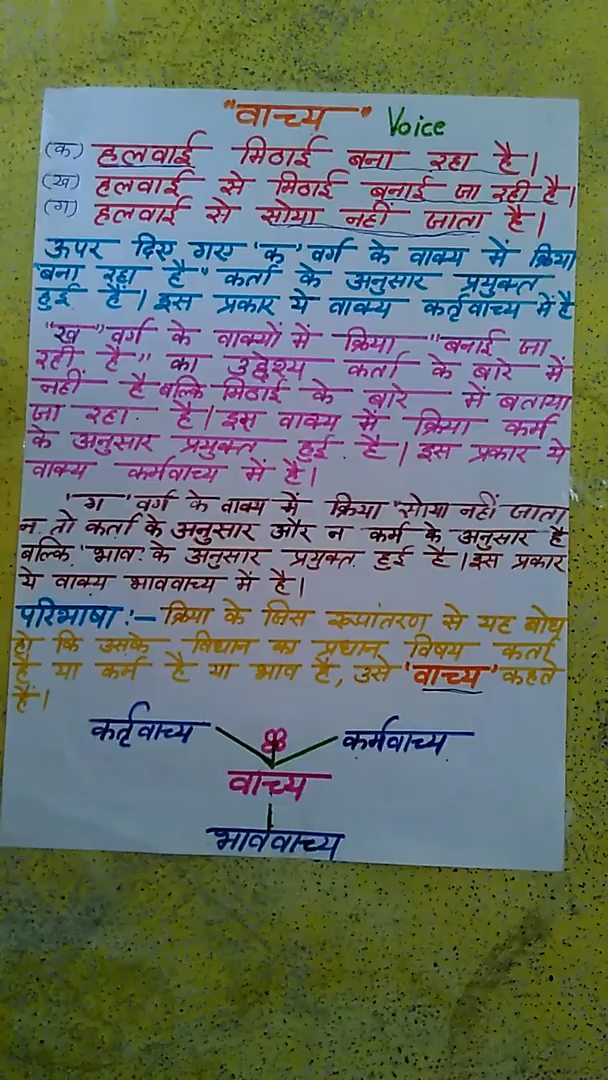 "वाच्य" Voice
(क) हलवाई मिठाई बना रहा है।
(ख) हलवाई से मिठाई बनाई जा रही है।
(ग) हलवाई से सोया नहीं जाता है।
ऊपर दिए गए 'क' वर्ग के वाक्य में क्रिया
"बना रहा है" कर्ता के अनुसार प्रयुक्त
हुई है। इस प्रकार ये वाक्य कर्तृवाच्य में है
"ख" वर्ग के वाक्यों में क्रिया "बनाई जा
रही है" का उद्देश्य कर्ता के बारे में
नहीं है बल्कि मिठाई के बारे में बताया
जा रहा है। इस वाक्य में क्रिया कर्म
के अनुसार प्रयुक्त हुई है। इस प्रकार ये
वाक्य कर्मवाच्य में है।
'ग' वर्ग के वाक्य में क्रिया "सोया नहीं जाता
न तो कर्ता के अनुसार और न कर्म के अनुसार है
बल्कि 'भाव' के अनुसार प्रयुक्त हुई है। इस प्रकार
ये वाक्य भाववाच्य में है।
परिभाषा :- क्रिया के जिस रूपांतरण से यह बोध
हो कि उसके विधान का प्रधान विषय कर्ता
है या कर्म है या भाव है, उसे "वाच्य" कहते
हैं।
कर्तृवाच्य कर्मवाच्य
वाच्य
भाववाच्य